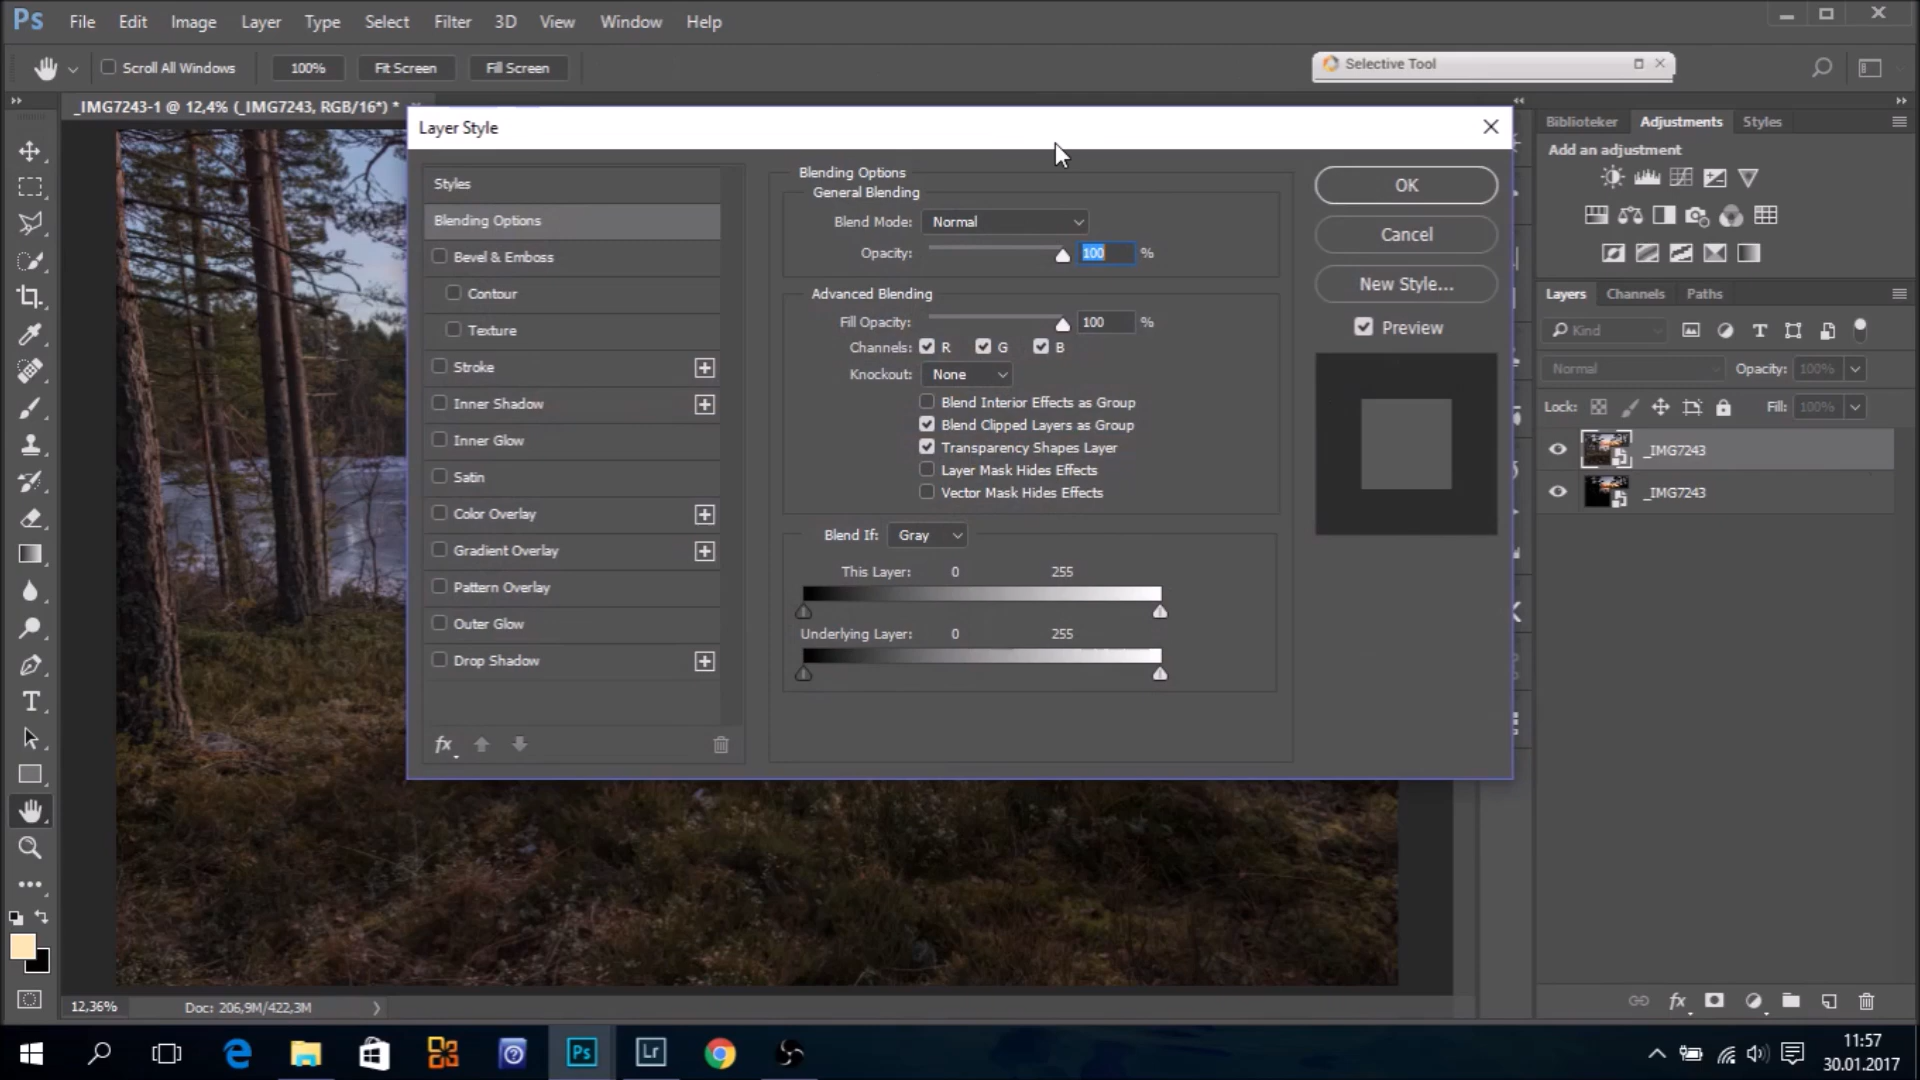 Ps File Edit Image Layer Type Select Filter 3D View Window Help
Scroll All Windows 100% Fit Screen Fill Screen
Selective Tool
_IMG7243-1 @ 12,4% (_IMG7243, RGB/16*) *
Layer Style
Styles
Blending Options
Bevel & Emboss
Contour
Texture
Stroke
Inner Shadow
Inner Glow
Satin
Color Overlay
Gradient Overlay
Pattern Overlay
Outer Glow
Drop Shadow
fx
Blending Options
General Blending
Blend Mode: Normal
Opacity: 100 %
Advanced Blending
Fill Opacity: 100 %
Channels: R G B
Knockout: None
Blend Interior Effects as Group
Blend Clipped Layers as Group
Transparency Shapes Layer
Layer Mask Hides Effects
Vector Mask Hides Effects
Blend If: Gray
This Layer: 0 255
Underlying Layer: 0 255
OK
Cancel
New Style...
Preview
Biblioteker Adjustments Styles
Add an adjustment
Layers Channels Paths
Kind
Normal Opacity: 100%
Lock: Fill: 100%
_IMG7243
_IMG7243
fx
12,36% Doc: 206,9M/422,3M
Ps Lr
11:57
30.01.2017